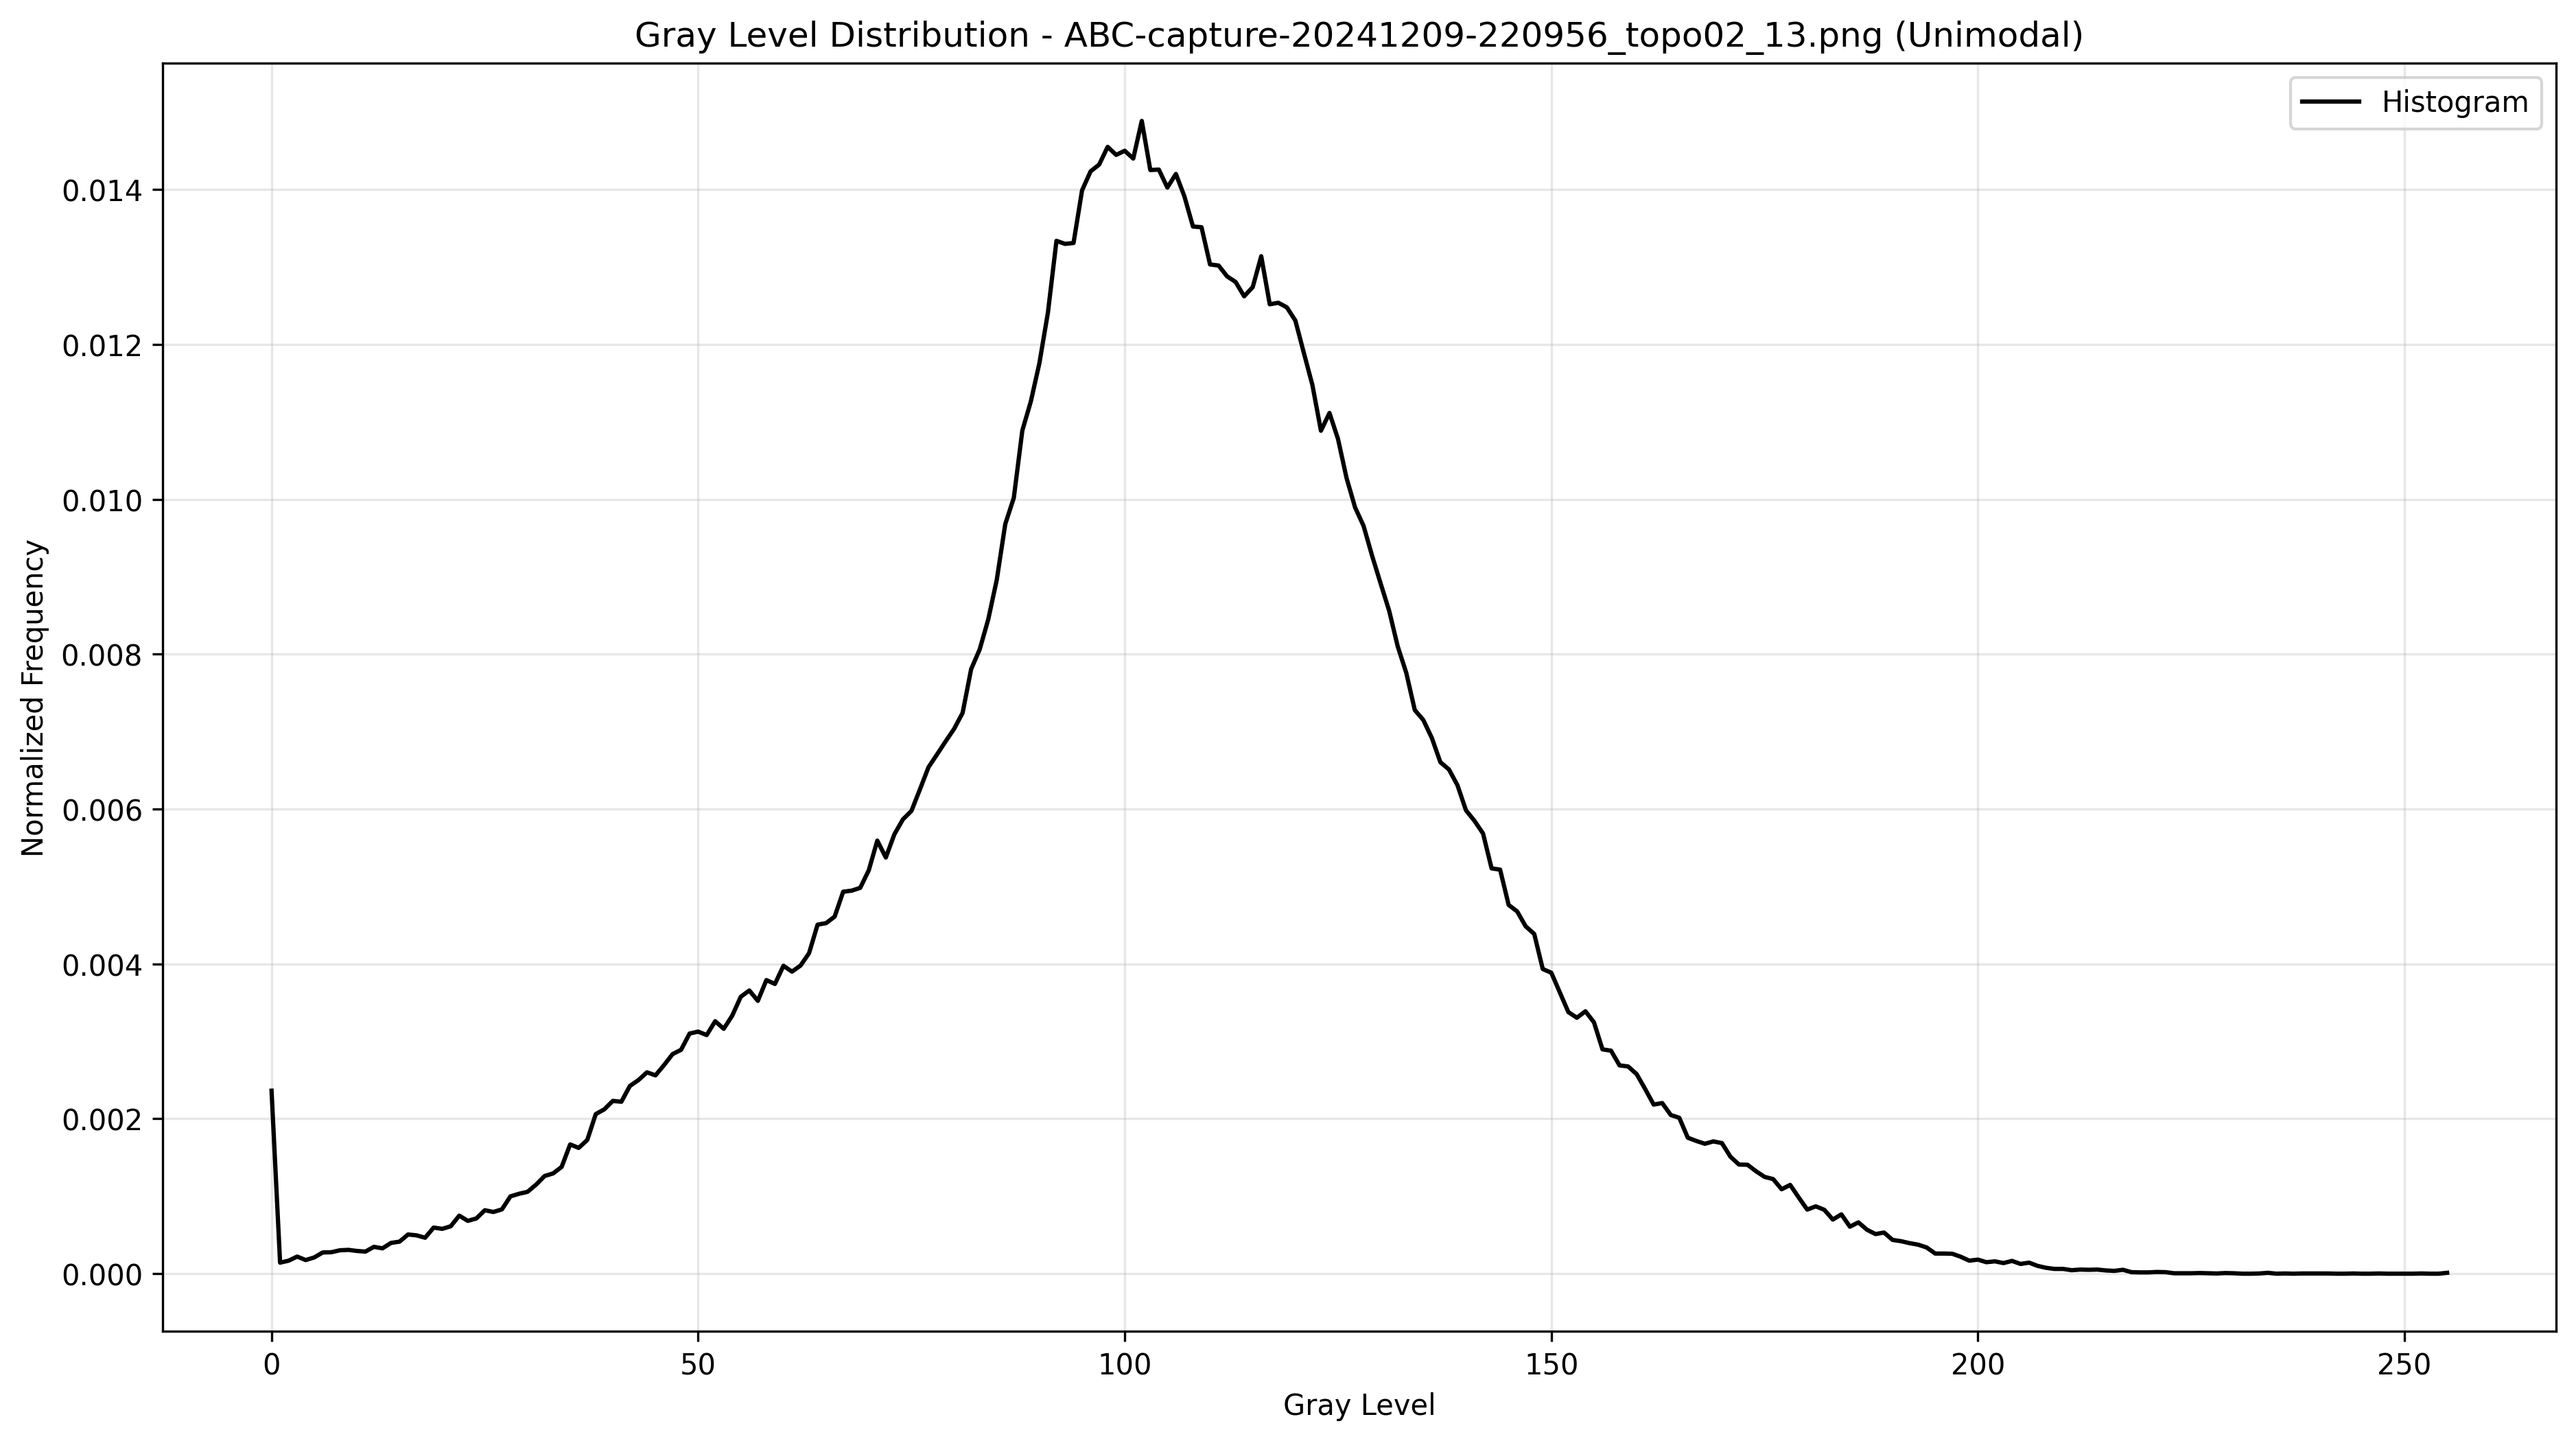 Gray Level Distribution - ABC-capture-20241209-220956_topo02_13.png (Unimodal)
Histogram
0.014
0.012
0.010
0.008
0.006
0.004
0.002
0.000
Normalized Frequency
0 50 100 150 200 250
Gray Level